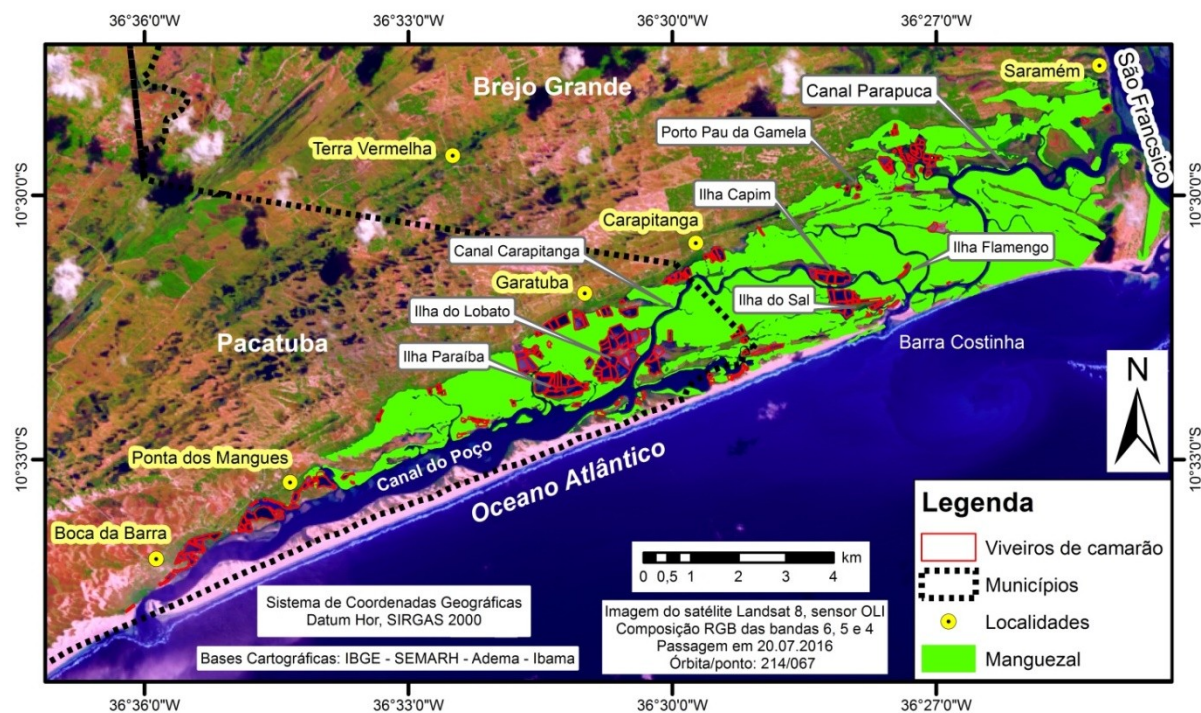 36°36'0"W
36°33'0"W
36°30'0"W
36°27'0"W
Saramém
São Francsico
Brejo Grande
Canal Parapuca
Porto Pau da Gamela
Terra Vermelha
10°30'0"S
10°30'0"S
Ilha Capim
Carapitanga
Canal Carapitanga
Ilha Flamengo
Garatuba
Ilha do Sal
Ilha do Lobato
Pacatuba
Ilha Paraíba
Barra Costinha
N
Canal do Poço
Ponta dos Mangues
10°33'0"S
10°33'0"S
Oceano Atlântico
Boca da Barra
Legenda
Viveiros de camarão
Municípios
Localidades
Manguezal
km
0 0,5 1 2 3 4
Sistema de Coordenadas Geográficas
Datum Hor, SIRGAS 2000
Imagem do satélite Landsat 8, sensor OLI
Composição RGB das bandas 6, 5 e 4
Passagem em 20.07.2016
Órbita/ponto: 214/067
Bases Cartográficas: IBGE - SEMARH - Adema - Ibama
36°36'0"W
36°33'0"W
36°30'0"W
36°27'0"W